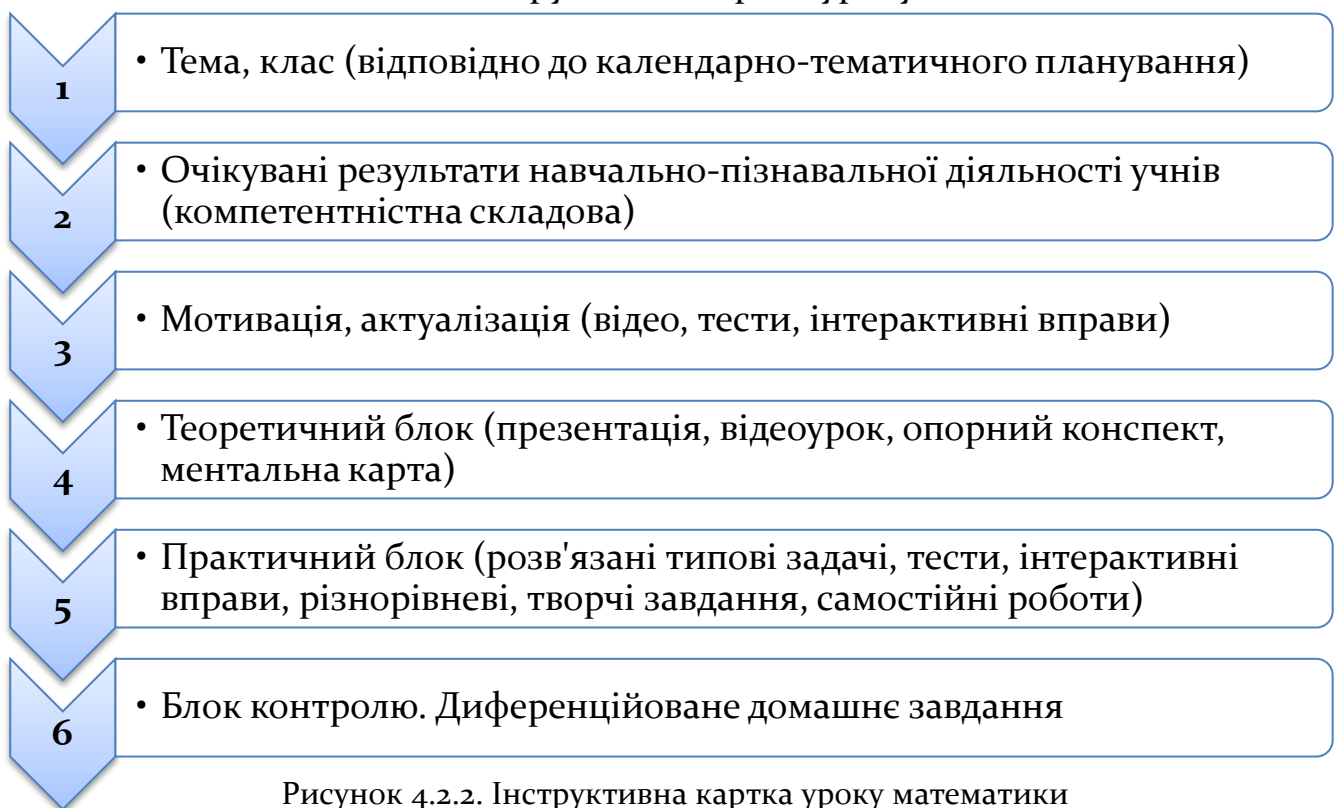 1
• Тема, клас (відповідно до календарно-тематичного планування)
2
• Очікувані результати навчально-пізнавальної діяльності учнів
(компетентністна складова)
3
• Мотивація, актуалізація (відео, тести, інтерактивні вправи)
4
• Теоретичний блок (презентація, відеоурок, опорний конспект,
ментальна карта)
5
• Практичний блок (розв'язані типові задачі, тести, інтерактивні
вправи, різнорівневі, творчі завдання, самостійні роботи)
6
• Блок контролю. Диференційоване домашнє завдання
Рисунок 4.2.2. Інструктивна картка уроку математики